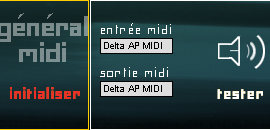 général
midi
initialiser
entrée midi
Delta AP MIDI
sortie midi
Delta AP MIDI
tester